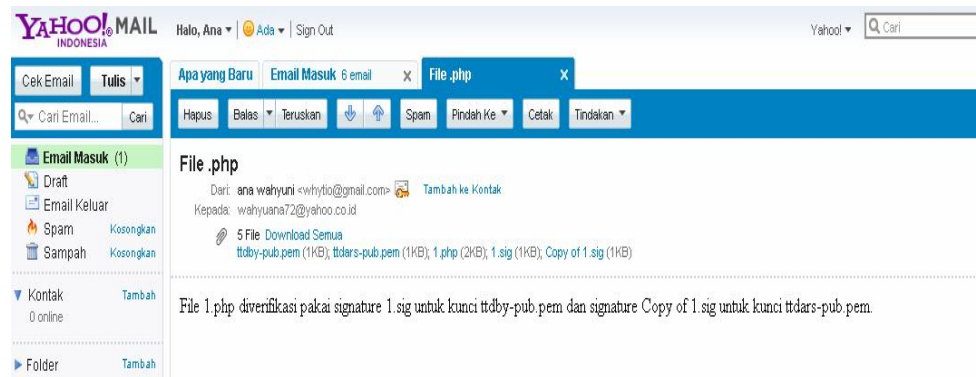 YAHOO! MAIL
INDONESIA
Halo, Ana Ada Sign Out
Yahoo! Cari
Cek Email Tulis
Apa yang Baru Email Masuk 6 email X File .php X
Cari Email... Cari
Hapus Balas Teruskan Spam Pindah Ke Cetak Tindakan
Email Masuk (1)
Draft
Email Keluar
Spam Kosongkan
Sampah Kosongkan
Kontak Tambah
0 online
Folder Tambah
File .php
Dari: ana wahyuni <whytio@gmail.com> Tambah ke Kontak
Kepada: wahyuana72@yahoo.co.id
5 File Download Semua
ttdby-pub.pem (1KB); ttdars-pub.pem (1KB); 1.php (2KB); 1.sig (1KB); Copy of 1.sig (1KB)
File 1.php diverifikasi pakai signature 1.sig untuk kunci ttdby-pub.pem dan signature Copy of 1.sig untuk kunci ttdars-pub.pem.